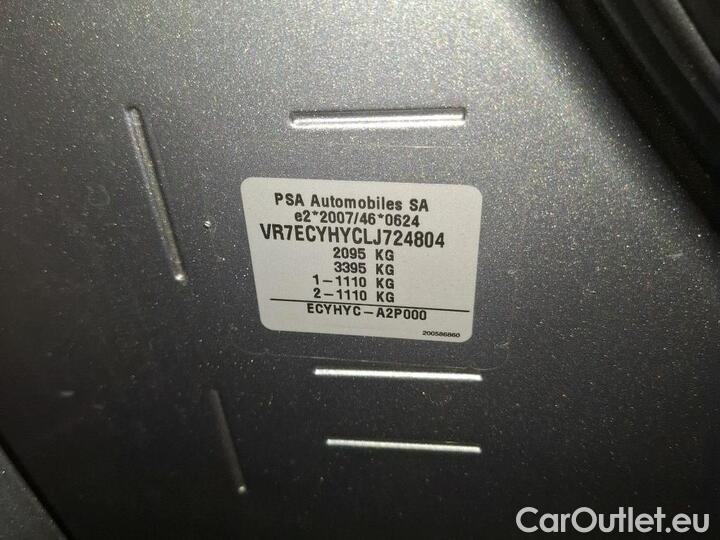 PSA Automobiles SA
e2*2007/46*0624
VR7ECYHYCLJ724804
2095 KG
3395 KG
1-1110 KG
2-1110 KG
ECYHYC-A2P000
200586860
CarOutlet.eu